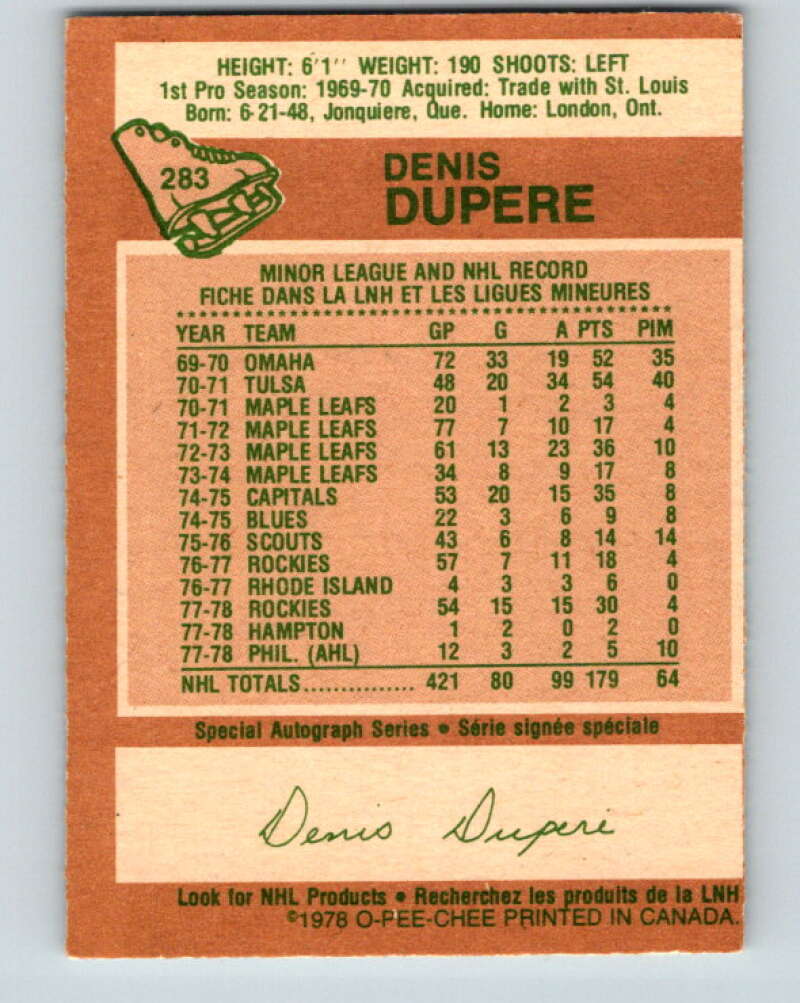 HEIGHT: 6'1'' WEIGHT: 190 SHOOTS: LEFT
1st Pro Season: 1969-70 Acquired: Trade with St. Louis
Born: 6-21-48, Jonquiere, Que. Home: London, Ont.
283
DENIS
DUPERE
MINOR LEAGUE AND NHL RECORD
FICHE DANS LA LNH ET LES LIGUES MINEURES
YEAR TEAM GP G A PTS PIM
69-70 OMAHA 72 33 19 52 35
70-71 TULSA 48 20 34 54 40
70-71 MAPLE LEAFS 20 1 2 3 4
71-72 MAPLE LEAFS 77 7 10 17 4
72-73 MAPLE LEAFS 61 13 23 36 10
73-74 MAPLE LEAFS 34 8 9 17 8
74-75 CAPITALS 53 20 15 35 8
74-75 BLUES 22 3 6 9 8
75-76 SCOUTS 43 6 8 14 14
76-77 ROCKIES 57 7 11 18 4
76-77 RHODE ISLAND 4 3 3 6 0
77-78 ROCKIES 54 15 15 30 4
77-78 HAMPTON 1 2 0 2 0
77-78 PHIL. (AHL) 12 3 2 5 10
NHL TOTALS............... 421 80 99 179 64
Special Autograph Series • Série signée spéciale
Denis Dupere
Look for NHL Products • Recherchez les produits de la LNH
©1978 O-PEE-CHEE PRINTED IN CANADA.